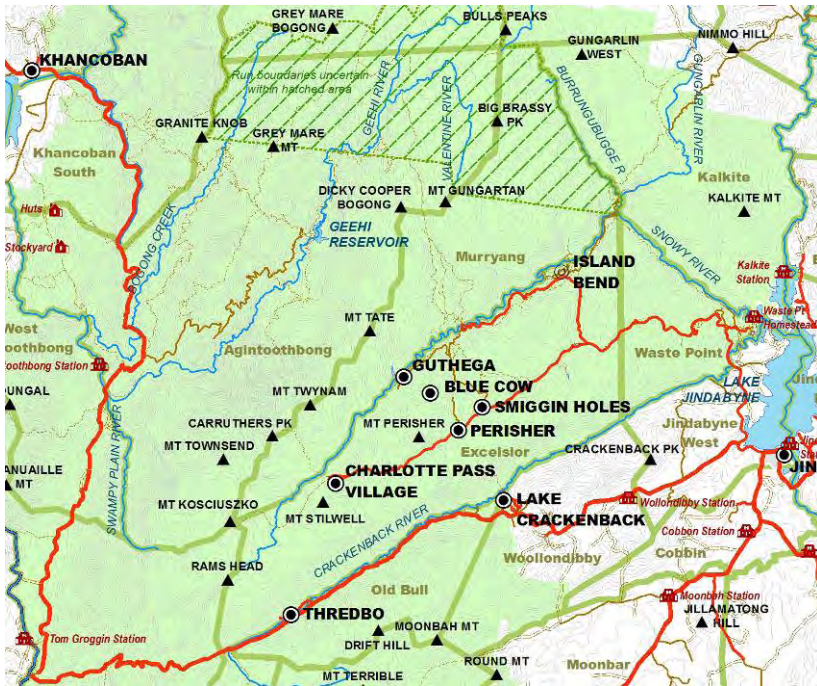 GREY MARE
BOGONG
BULLS PEAKS
NIMMO HILL
GUNGARLIN
WEST
KHANCOBAN
Run boundaries uncertain
within hatched area
GEEHI RIVER
VALENTINE RIVER
BURRUNGUBUGGE R
GUNGARLIN RIVER
BIG BRASSY
PK
GRANITE KNOB
GREY MARE
MT
Khancoban
South
Kalkite
DICKY COOPER
BOGONG
MT GUNGARTAN
KALKITE MT
Huts
Stockyard
BOGONG CREEK
GEEHI
RESERVOIR
Murryang
SNOWY RIVER
ISLAND
BEND
Kalkite
Station
MT TATE
Waste Pt
Homestead
West
oothbong
Agintoothbong
Waste Point
toothbong Station
GUTHEGA
LAKE
JINDABYNE
BLUE COW
UNGAL
MT TWYNAM
SMIGGIN HOLES
CARRUTHERS PK
MT PERISHER
PERISHER
Jindabyne
West
MT TOWNSEND
Excelsior
CRACKENBACK PK
JIN
ANUAILLE
MT
CHARLOTTE PASS
VILLAGE
SWAMPY PLAIN RIVER
MT KOSCIUSZKO
MT STILWELL
LAKE
CRACKENBACK
Wollondibby Station
CRACKENBACK RIVER
Cobbon Station
Woollondibby
Cobbin
RAMS HEAD
Old Bull
Moonbah Station
THREDBO
MOONBAH MT
JILLAMATONG
HILL
Tom Groggin Station
DRIFT HILL
ROUND MT
Moonbar
MT TERRIBLE